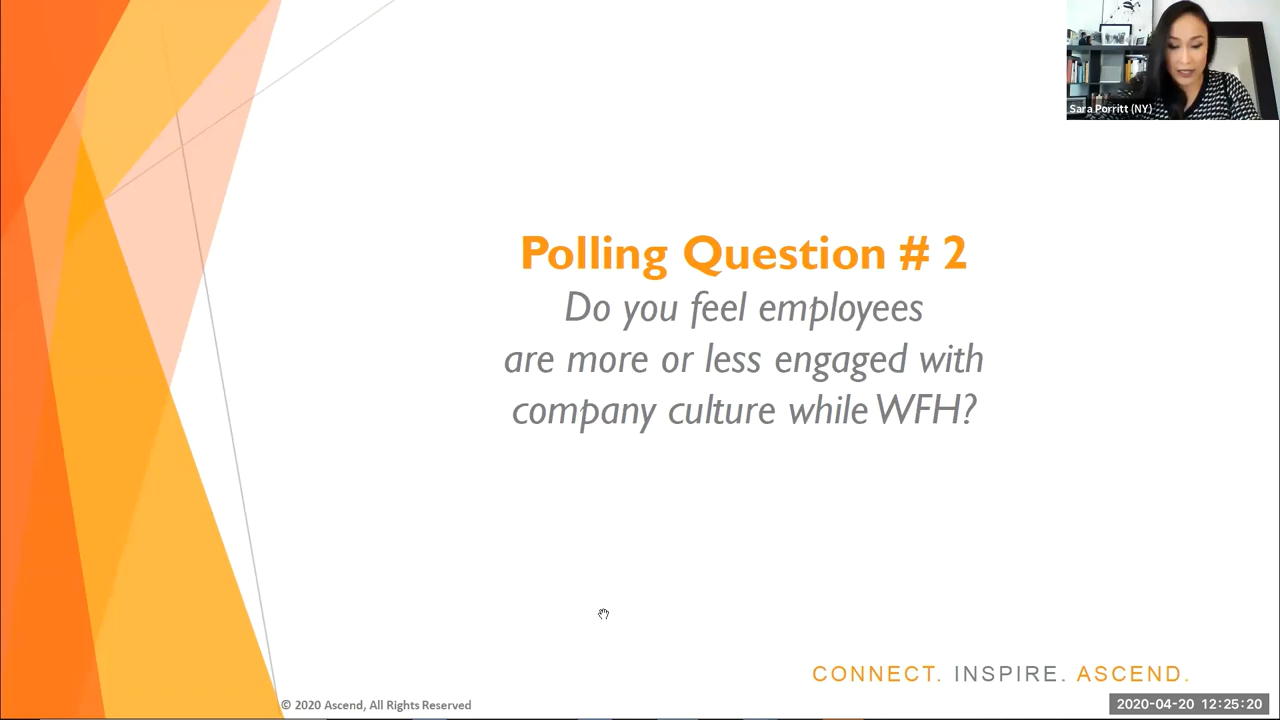 Sara Porritt (NY)
Polling Question # 2
Do you feel employees
are more or less engaged with
company culture while WFH?
CONNECT. INSPIRE. ASCEND.
© 2020 Ascend, All Rights Reserved
2020-04-20 12:25:20